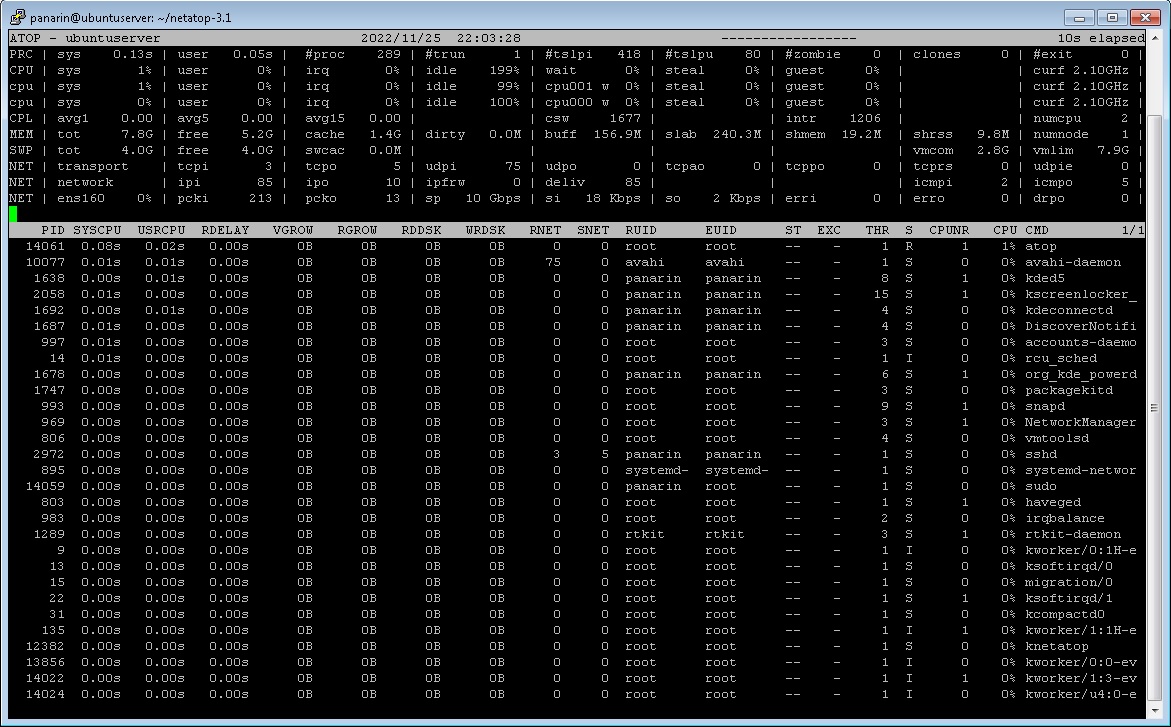 panarin@ubuntuserver: ~/netatop-3.1
ATOP - ubuntuserver 2022/11/25 22:03:28 ----------------- 10s elapsed
PRC | sys 0.13s | user 0.05s | #proc 289 | #trun 1 | #tslpi 418 | #tslpu 80 | #zombie 0 | clones 0 | #exit 0 |
CPU | sys 1% | user 0% | irq 0% | idle 199% | wait 0% | steal 0% | guest 0% | | curf 2.10GHz |
cpu | sys 1% | user 0% | irq 0% | idle 99% | cpu001 w 0% | steal 0% | guest 0% | | curf 2.10GHz |
cpu | sys 0% | user 0% | irq 0% | idle 100% | cpu000 w 0% | steal 0% | guest 0% | | curf 2.10GHz |
CPL | avg1 0.00 | avg5 0.00 | avg15 0.00 | | csw 1677 | | intr 1206 | | numcpu 2 |
MEM | tot 7.8G | free 5.2G | cache 1.4G | dirty 0.0M | buff 156.9M | slab 240.3M | shmem 19.2M | shrss 9.8M | numnode 1 |
SWP | tot 4.0G | free 4.0G | swcac 0.0M | | | | | vmcom 2.8G | vmlim 7.9G |
NET | transport | tcpi 3 | tcpo 5 | udpi 75 | udpo 0 | tcpao 0 | tcppo 0 | tcprs 0 | udpie 0 |
NET | network | ipi 85 | ipo 10 | ipfrw 0 | deliv 85 | | | icmpi 2 | icmpo 5 |
NET | ens160 0% | pcki 213 | pcko 13 | sp 10 Gbps | si 18 Kbps | so 2 Kbps | erri 0 | erro 0 | drpo 0 |
PID SYSCPU USRCPU RDELAY VGROW RGROW RDDSK WRDSK RNET SNET RUID EUID ST EXC THR S CPUNR CPU CMD 1/1
14061 0.08s 0.02s 0.00s 0B 0B 0B 0B 0 0 root root -- - 1 R 1 1% atop
10077 0.01s 0.01s 0.00s 0B 0B 0B 0B 75 0 avahi avahi -- - 1 S 0 0% avahi-daemon
1638 0.00s 0.01s 0.00s 0B 0B 0B 0B 0 0 panarin panarin -- - 8 S 1 0% kded5
2058 0.01s 0.00s 0.00s 0B 0B 0B 0B 0 0 panarin panarin -- - 15 S 1 0% kscreenlocker_
1692 0.00s 0.01s 0.00s 0B 0B 0B 0B 0 0 panarin panarin -- - 4 S 0 0% kdeconnectd
1687 0.01s 0.00s 0.00s 0B 0B 0B 0B 0 0 panarin panarin -- - 4 S 0 0% DiscoverNotifi
997 0.01s 0.00s 0.00s 0B 0B 0B 0B 0 0 root root -- - 3 S 0 0% accounts-daemo
14 0.01s 0.00s 0.00s 0B 0B 0B 0B 0 0 root root -- - 1 I 0 0% rcu_sched
1678 0.00s 0.00s 0.00s 0B 0B 0B 0B 0 0 panarin panarin -- - 6 S 1 0% org_kde_powerd
1747 0.00s 0.00s 0.00s 0B 0B 0B 0B 0 0 root root -- - 3 S 0 0% packagekitd
993 0.00s 0.00s 0.00s 0B 0B 0B 0B 0 0 root root -- - 9 S 1 0% snapd
969 0.00s 0.00s 0.00s 0B 0B 0B 0B 0 0 root root -- - 3 S 1 0% NetworkManager
806 0.00s 0.00s 0.00s 0B 0B 0B 0B 0 0 root root -- - 4 S 0 0% vmtoolsd
2972 0.00s 0.00s 0.00s 0B 0B 0B 0B 3 5 panarin panarin -- - 1 S 0 0% sshd
895 0.00s 0.00s 0.00s 0B 0B 0B 0B 0 0 systemd- systemd- -- - 1 S 0 0% systemd-networ
14059 0.00s 0.00s 0.00s 0B 0B 0B 0B 0 0 panarin root -- - 1 S 0 0% sudo
803 0.00s 0.00s 0.00s 0B 0B 0B 0B 0 0 root root -- - 1 S 1 0% haveged
983 0.00s 0.00s 0.00s 0B 0B 0B 0B 0 0 root root -- - 2 S 0 0% irqbalance
1289 0.00s 0.00s 0.00s 0B 0B 0B 0B 0 0 rtkit rtkit -- - 3 S 1 0% rtkit-daemon
9 0.00s 0.00s 0.00s 0B 0B 0B 0B 0 0 root root -- - 1 I 0 0% kworker/0:1H-e
13 0.00s 0.00s 0.00s 0B 0B 0B 0B 0 0 root root -- - 1 S 0 0% ksoftirqd/0
15 0.00s 0.00s 0.00s 0B 0B 0B 0B 0 0 root root -- - 1 S 0 0% migration/0
22 0.00s 0.00s 0.00s 0B 0B 0B 0B 0 0 root root -- - 1 S 1 0% ksoftirqd/1
31 0.00s 0.00s 0.00s 0B 0B 0B 0B 0 0 root root -- - 1 S 0 0% kcompactd0
135 0.00s 0.00s 0.00s 0B 0B 0B 0B 0 0 root root -- - 1 I 1 0% kworker/1:1H-e
12382 0.00s 0.00s 0.00s 0B 0B 0B 0B 0 0 root root -- - 1 S 0 0% knetatop
13856 0.00s 0.00s 0.00s 0B 0B 0B 0B 0 0 root root -- - 1 I 0 0% kworker/0:0-ev
14022 0.00s 0.00s 0.00s 0B 0B 0B 0B 0 0 root root -- - 1 I 1 0% kworker/1:3-ev
14024 0.00s 0.00s 0.00s 0B 0B 0B 0B 0 0 root root -- - 1 I 0 0% kworker/u4:0-e